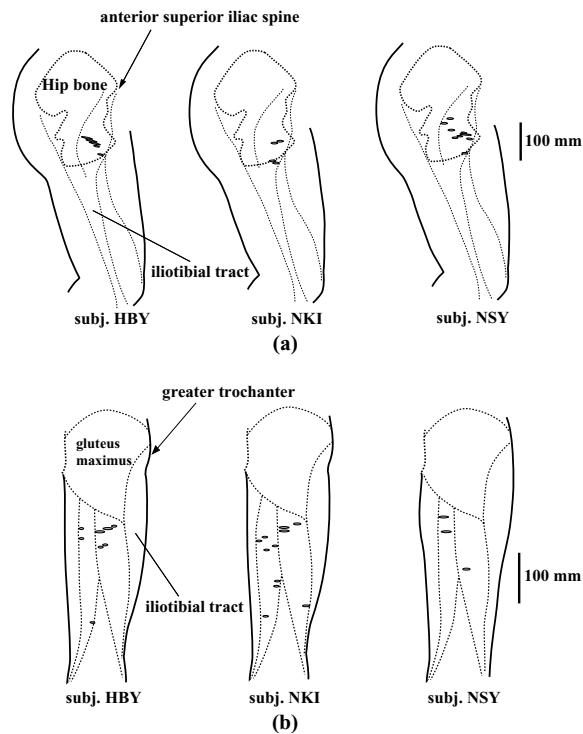 anterior superior iliac spine
Hip bone
100 mm
iliotibial tract
subj. HBY
subj. NKI
subj. NSY
(a)
greater trochanter
gluteus
maximus
100 mm
iliotibial tract
subj. HBY
subj. NKI
subj. NSY
(b)